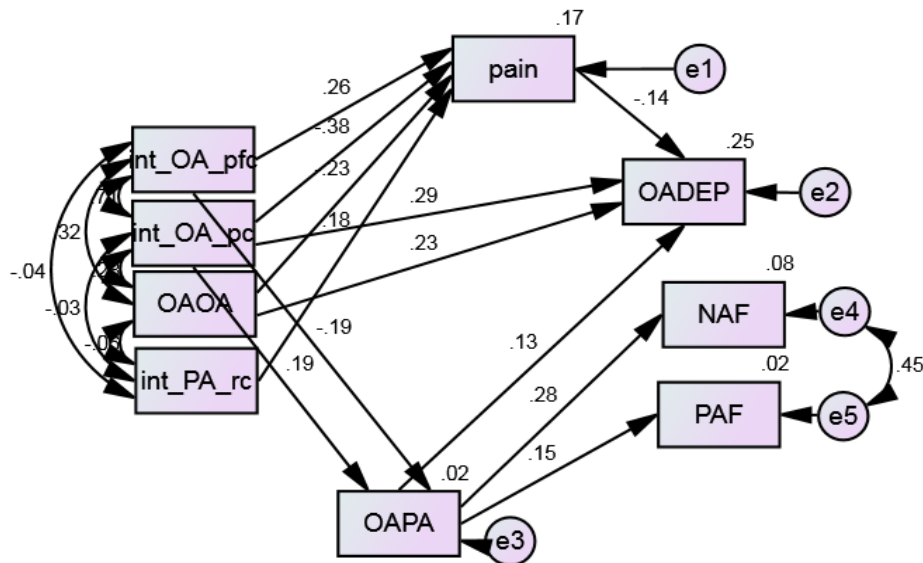 .17
pain
e1
.26
-.38
-.23
.18
-.14
.25
int_OA_pfc
OADEP
e2
.29
int_OA_pc
.32
.23
-.04
OAOA
.08
NAF
e4
-.03
-.19
.19
.13
int_PA_rc
.02
.45
.28
PAF
e5
.15
.02
OAPA
e3